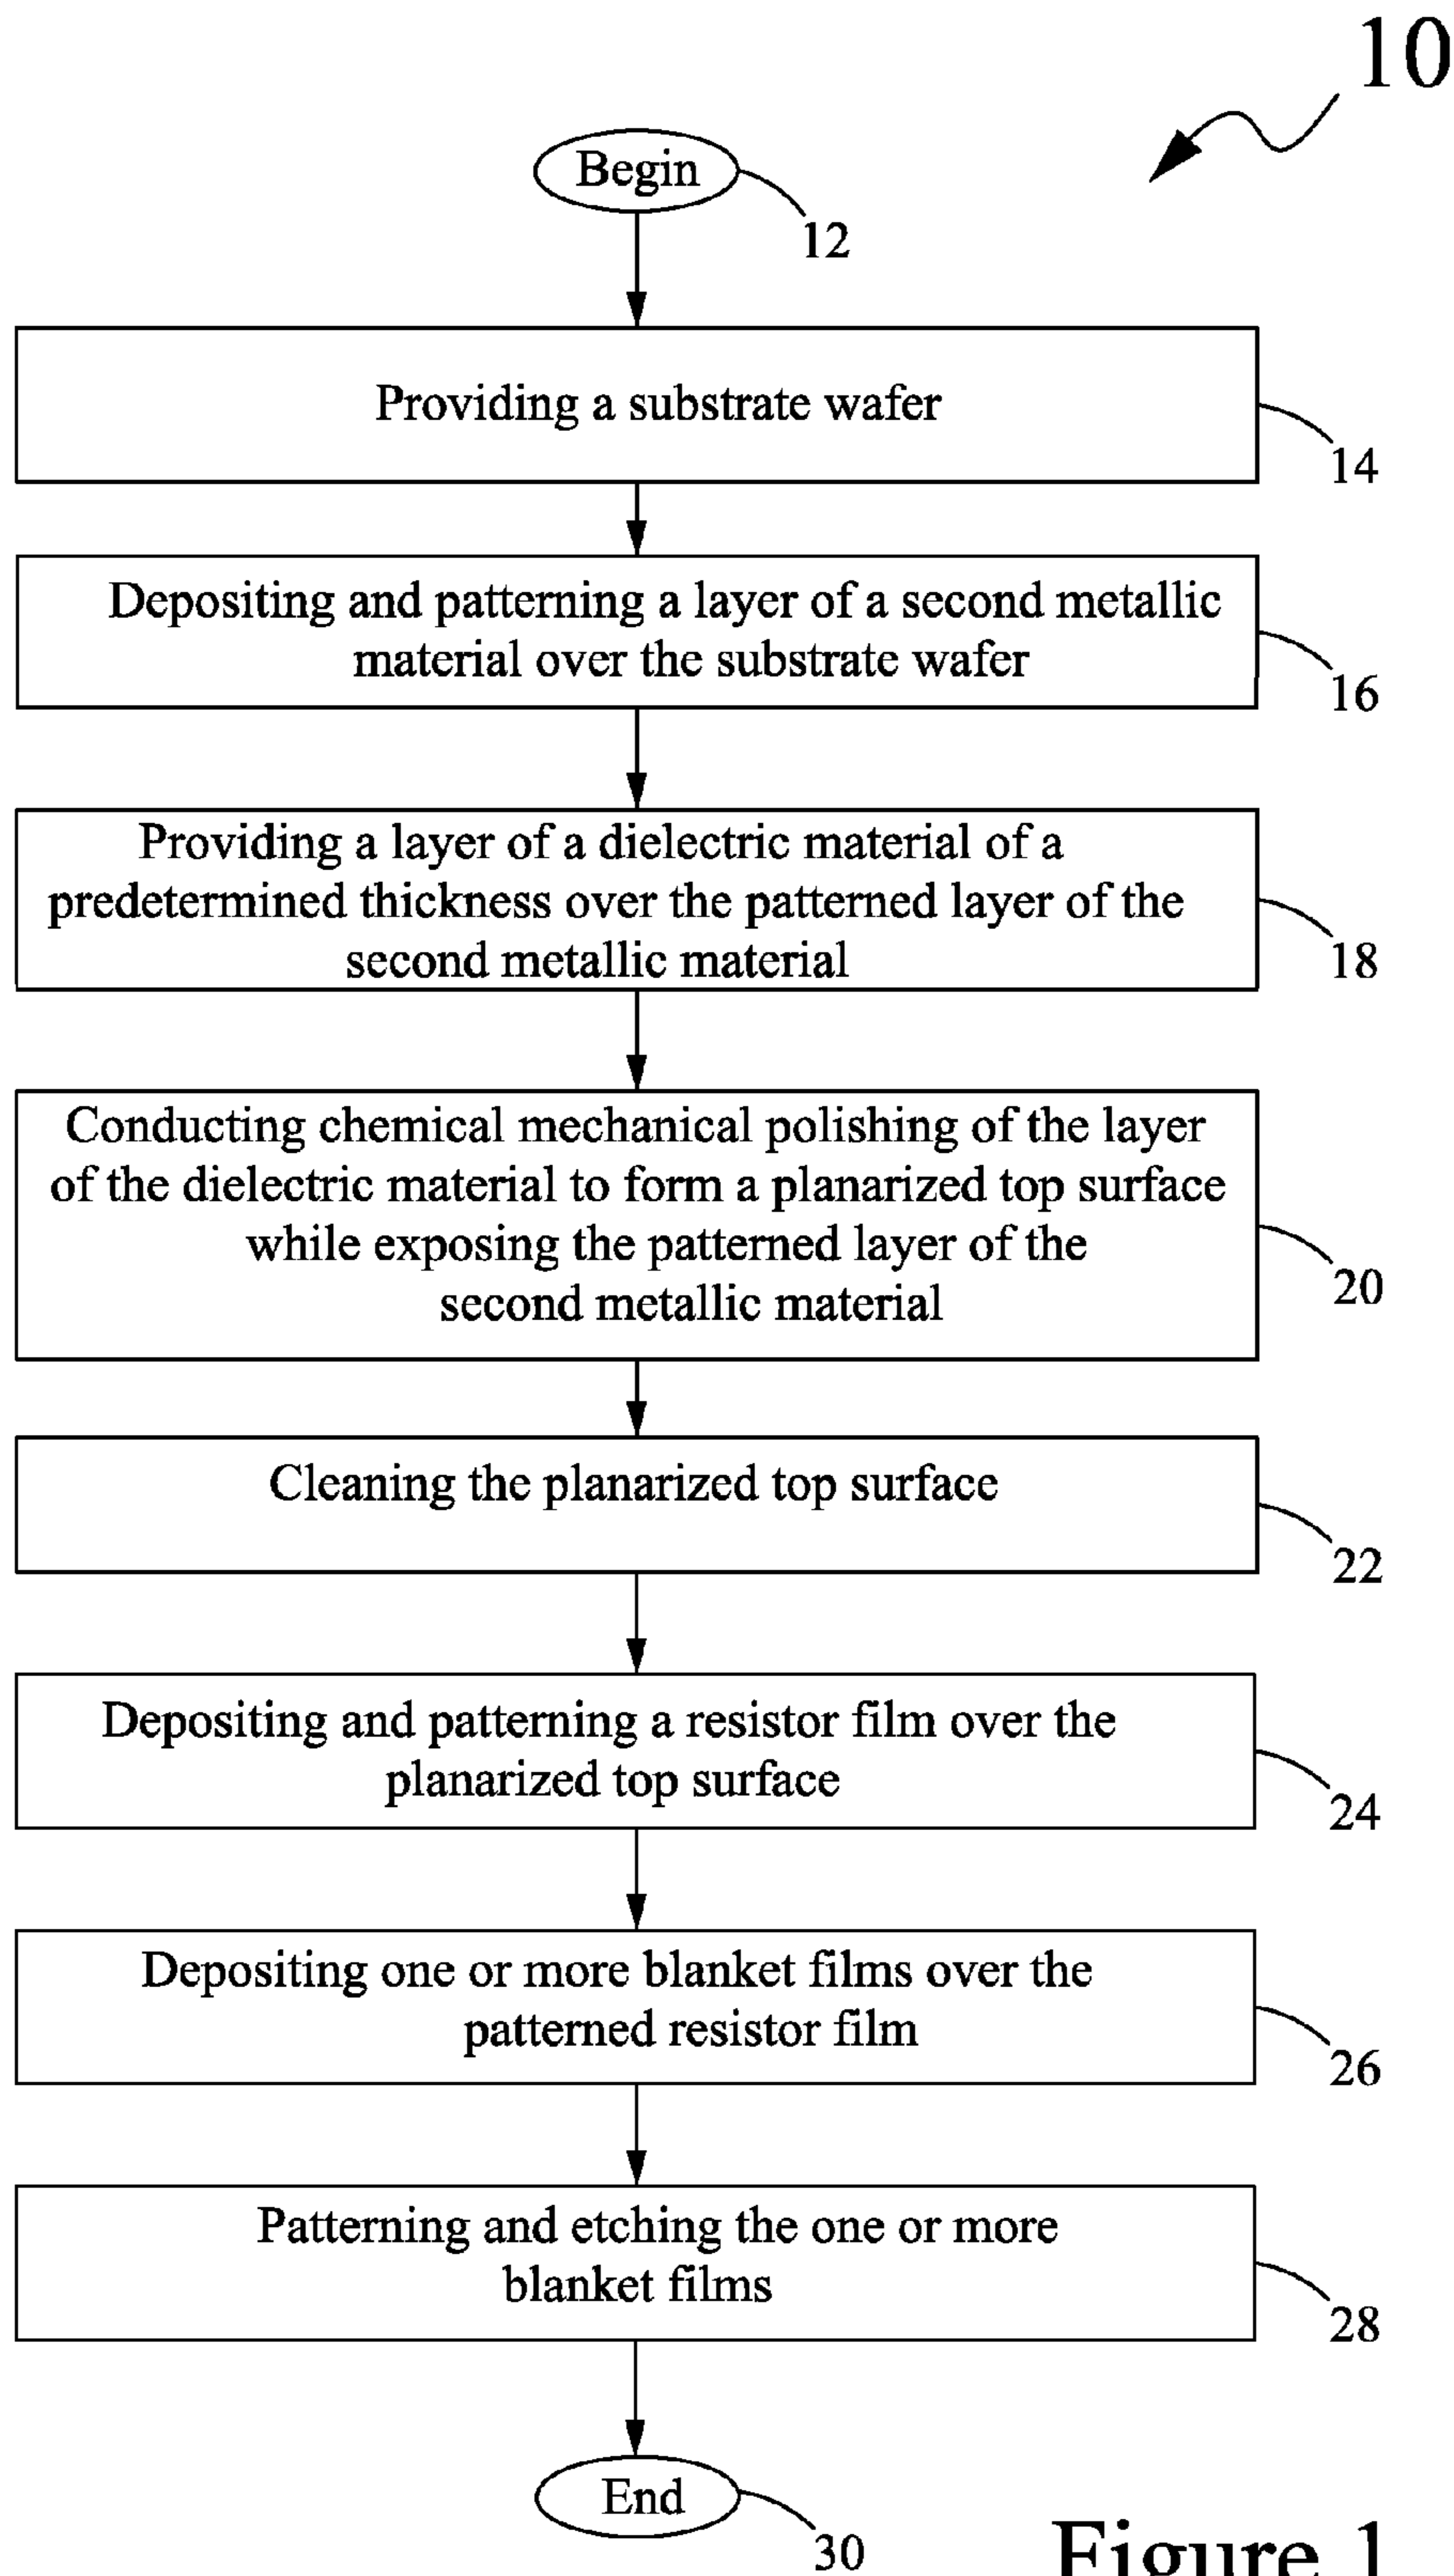 10
Begin
12
Providing a substrate wafer
14
Depositing and patterning a layer of a second metallic
material over the substrate wafer
16
Providing a layer of a dielectric material of a
predetermined thickness over the patterned layer of the
second metallic material
18
Conducting chemical mechanical polishing of the layer
of the dielectric material to form a planarized top surface
while exposing the patterned layer of the
second metallic material
20
Cleaning the planarized top surface
22
Depositing and patterning a resistor film over the
planarized top surface
24
Depositing one or more blanket films over the
patterned resistor film
26
Patterning and etching the one or more
blanket films
28
End
30
Figure 1